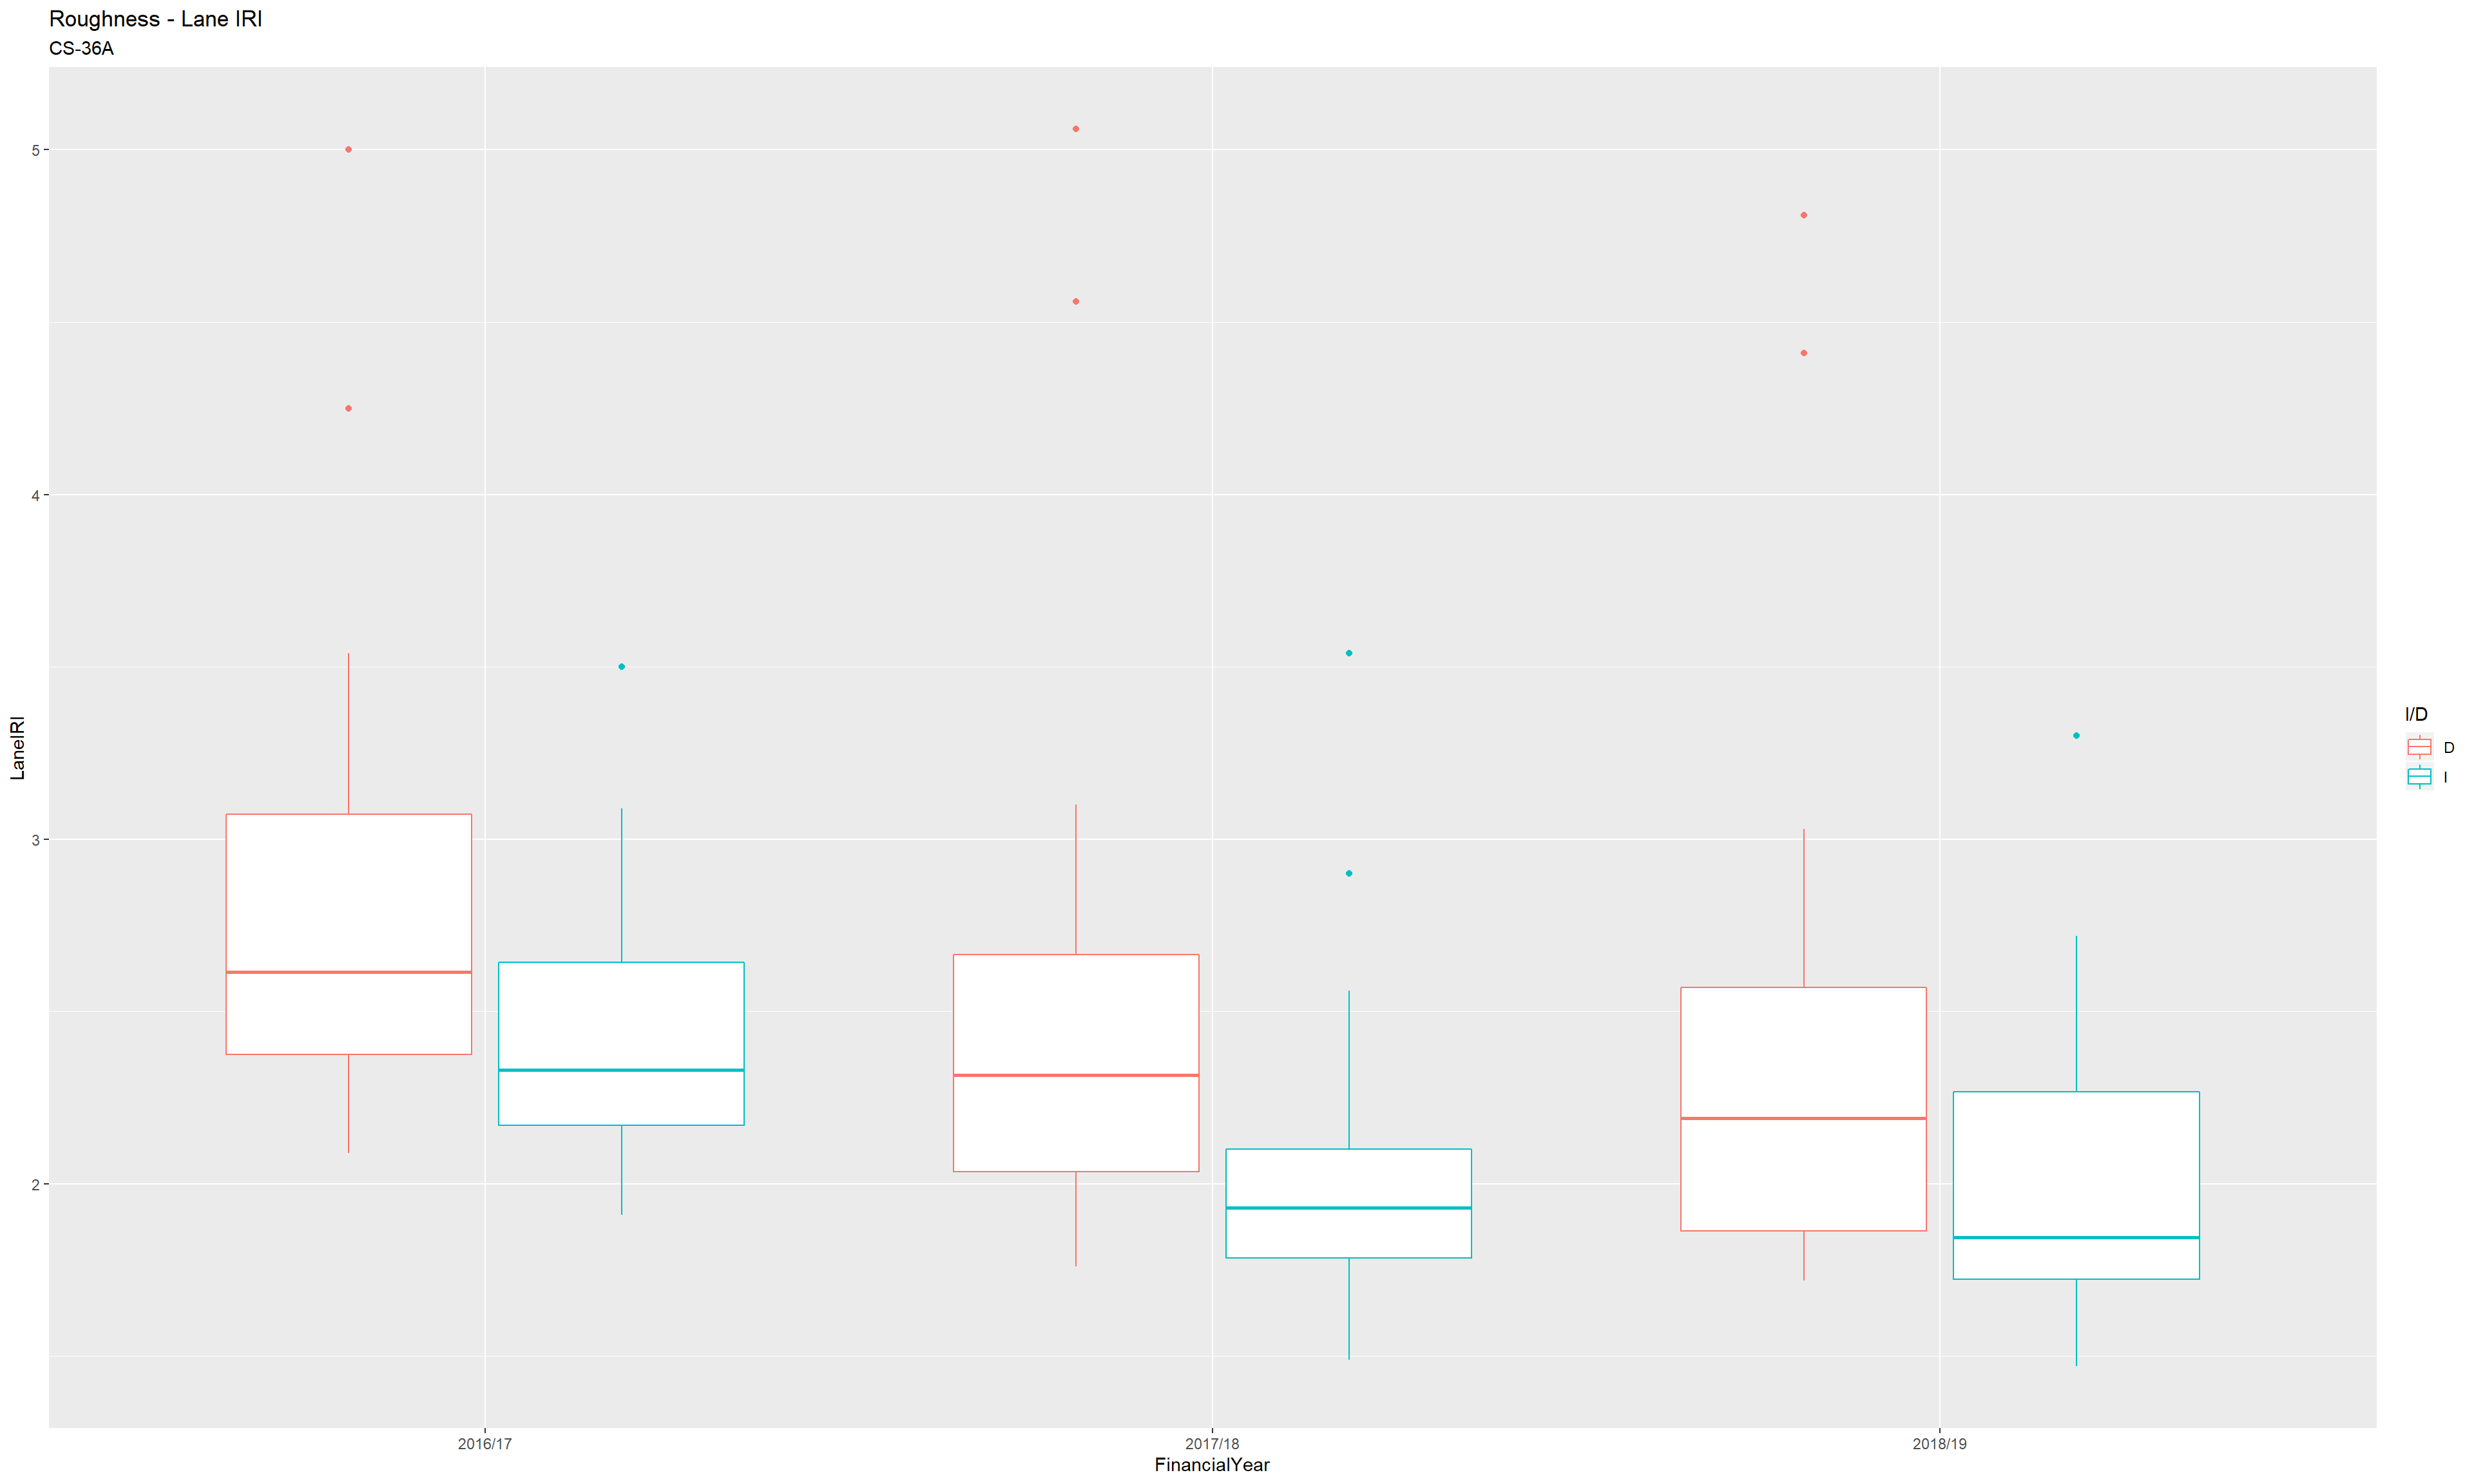 Roughness - Lane IRI
CS-36A
5
4
3
2
LaneIRI
2016/17
2017/18
2018/19
FinancialYear
I/D
D
I